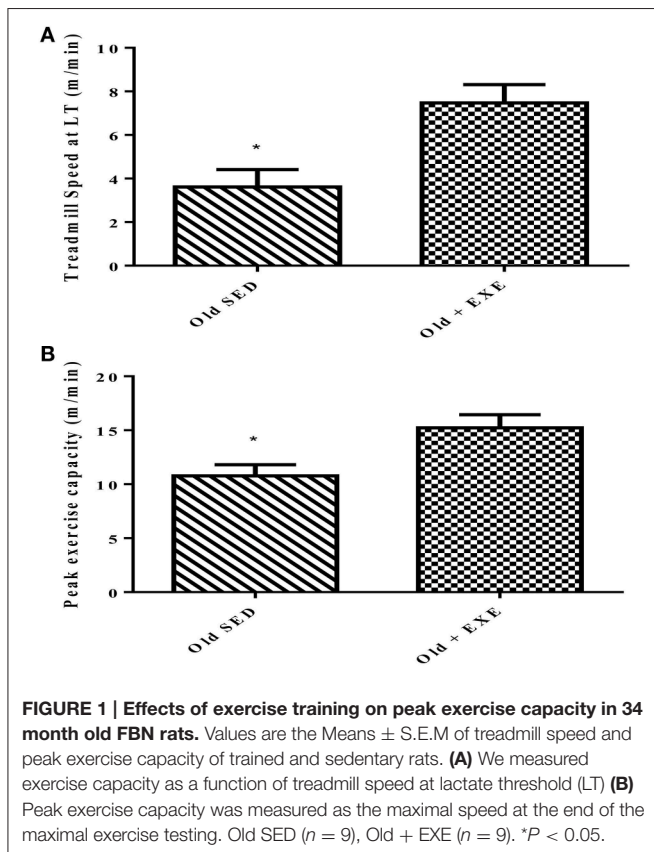 A
Treadmill Speed at LT (m/min)
10
8
6
4
2
0
*
Old SED
Old + EXE
B
Peak exercise capacity (m/min)
20
15
10
5
0
*
Old SED
Old + EXE
FIGURE 1 | Effects of exercise training on peak exercise capacity in 34
month old FBN rats. Values are the Means ± S.E.M of treadmill speed and
peak exercise capacity of trained and sedentary rats. (A) We measured
exercise capacity as a function of treadmill speed at lactate threshold (LT) (B)
Peak exercise capacity was measured as the maximal speed at the end of the
maximal exercise testing. Old SED (n = 9), Old + EXE (n = 9). *P < 0.05.